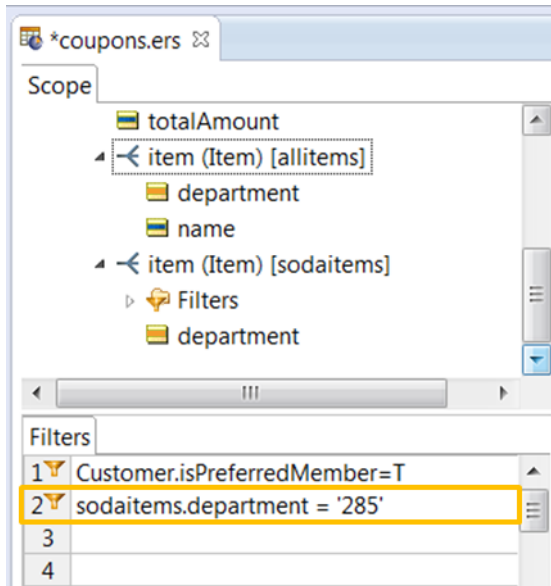 *coupons.ers
Scope
totalAmount
item (Item) [allitems]
department
name
item (Item) [sodaitems]
Filters
department
Filters
1 Customer.isPreferredMember=T
2 sodaitems.department = '285'
3
4